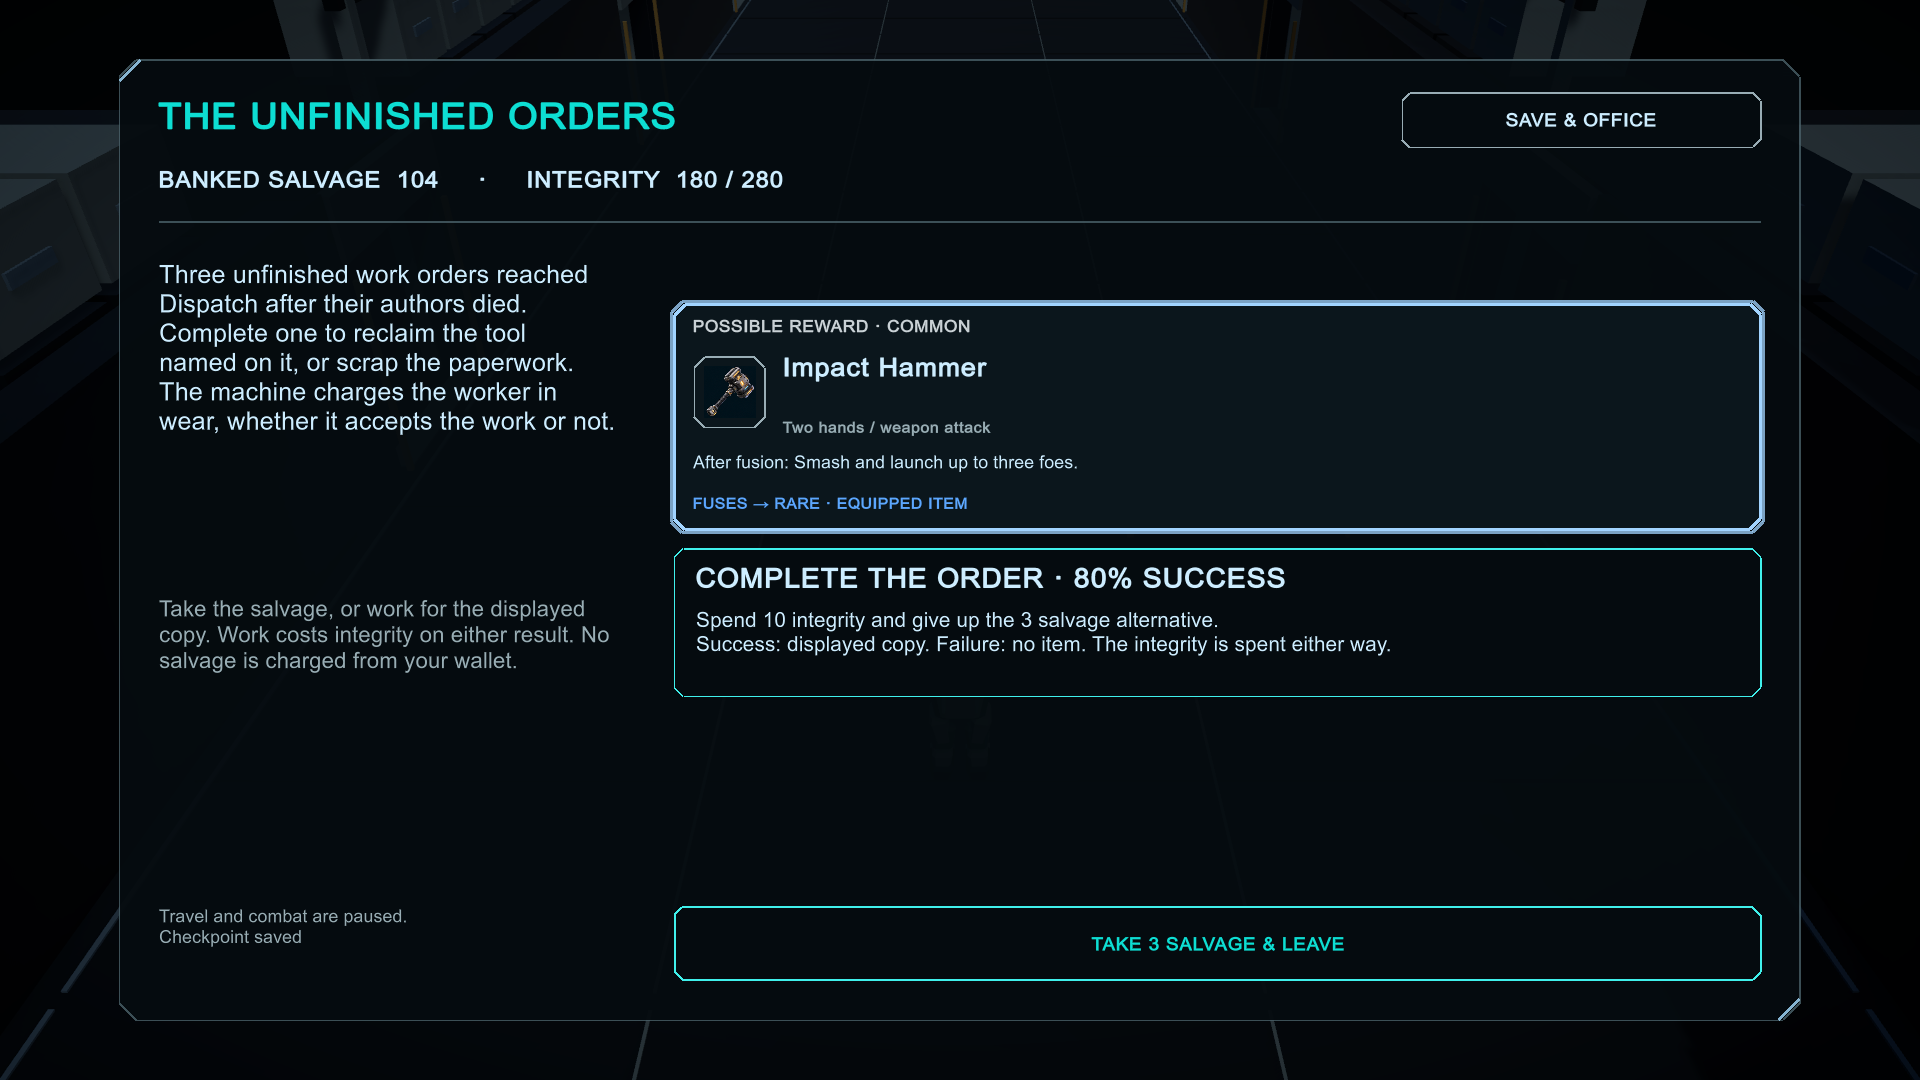 THE UNFINISHED ORDERS
SAVE & OFFICE
BANKED SALVAGE 104 · INTEGRITY 180 / 280
Three unfinished work orders reached
Dispatch after their authors died.
Complete one to reclaim the tool
named on it, or scrap the paperwork.
The machine charges the worker in
wear, whether it accepts the work or not.
Take the salvage, or work for the displayed
copy. Work costs integrity on either result. No
salvage is charged from your wallet.
Travel and combat are paused.
Checkpoint saved
POSSIBLE REWARD · COMMON
Impact Hammer
Two hands / weapon attack
After fusion: Smash and launch up to three foes.
FUSES → RARE · EQUIPPED ITEM
COMPLETE THE ORDER · 80% SUCCESS
Spend 10 integrity and give up the 3 salvage alternative.
Success: displayed copy. Failure: no item. The integrity is spent either way.
TAKE 3 SALVAGE & LEAVE